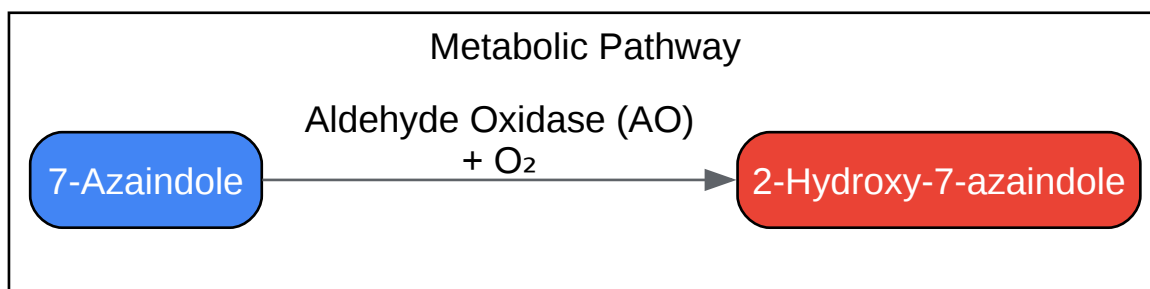 Metabolic Pathway
Aldehyde Oxidase (AO)
+ O₂
7-Azaindole
2-Hydroxy-7-azaindole